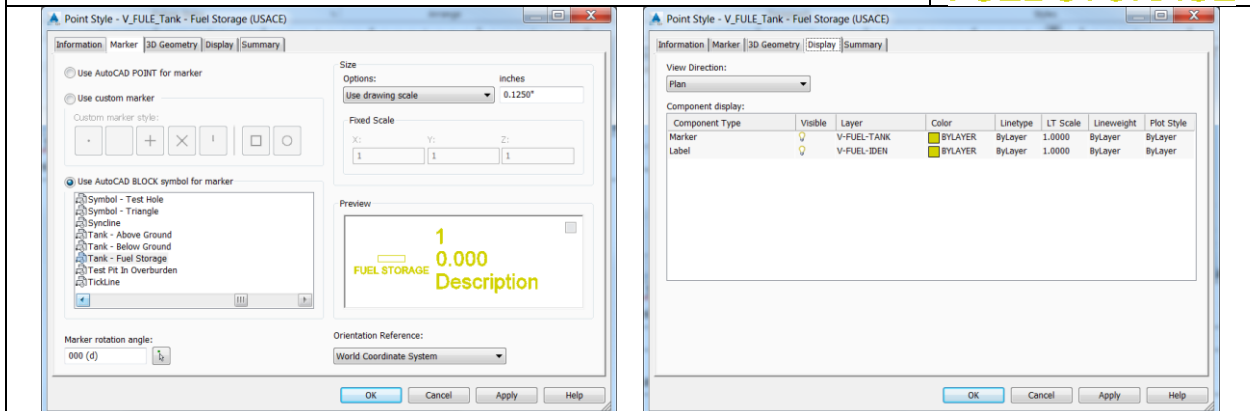 FUEL STORAGE
Point Style - V_FULE_Tank - Fuel Storage (USACE)
Information Marker 3D Geometry Display Summary
Use AutoCAD POINT for marker
Use custom marker
Custom marker style:
Use AutoCAD BLOCK symbol for marker
Symbol - Test Hole
Symbol - Triangle
Syncline
Tank - Above Ground
Tank - Below Ground
Tank - Fuel Storage
Test Pit In Overburden
TickLine
Marker rotation angle:
000 (d)
Size
Options: inches
Use drawing scale 0.1250"
Fixed Scale
X: Y: Z:
1 1 1
Preview
1
0.000
FUEL STORAGE
Description
Orientation Reference:
World Coordinate System
OK Cancel Apply Help
Point Style - V_FULE_Tank - Fuel Storage (USACE)
Information Marker 3D Geometry Display Summary
View Direction:
Plan
Component display:
Component Type Visible Layer Color Linetype LT Scale Lineweight Plot Style
Marker V-FUEL-TANK BYLAYER ByLayer 1.0000 ByLayer ByLayer
Label V-FUEL-IDEN BYLAYER ByLayer 1.0000 ByLayer ByLayer
OK Cancel Apply Help